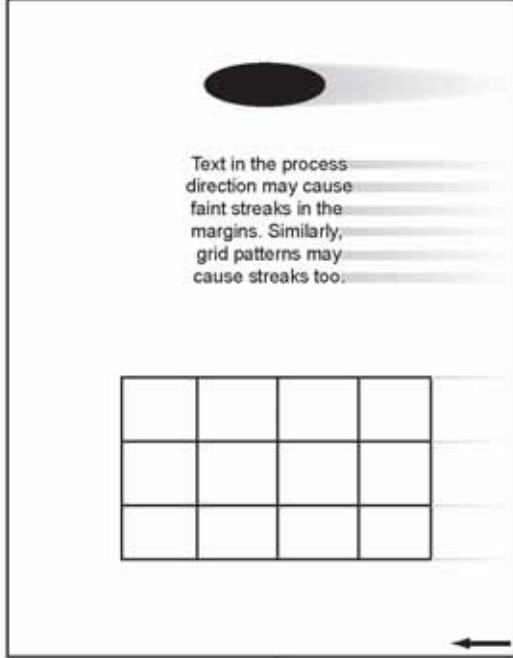 Text in the process
direction may cause
faint streaks in the
margins. Similarly,
grid patterns may
cause streaks too.